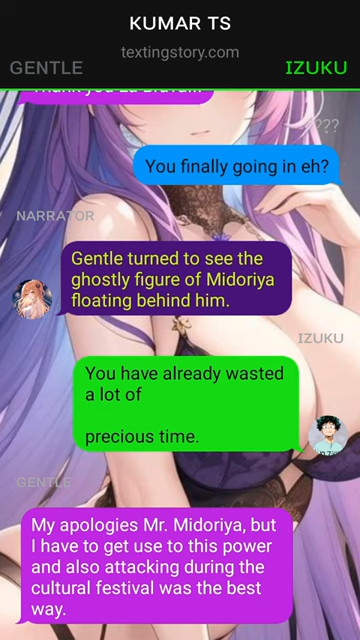 KUMAR TS
textingstory.com
GENTLE
IZUKU
???
You finally going in eh?
NARRATOR
Gentle turned to see the
ghostly figure of Midoriya
floating behind him.
IZUKU
You have already wasted
a lot of
precious time.
GENTLE
My apologies Mr. Midoriya, but
I have to get use to this power
and also attacking during the
cultural festival was the best
way.